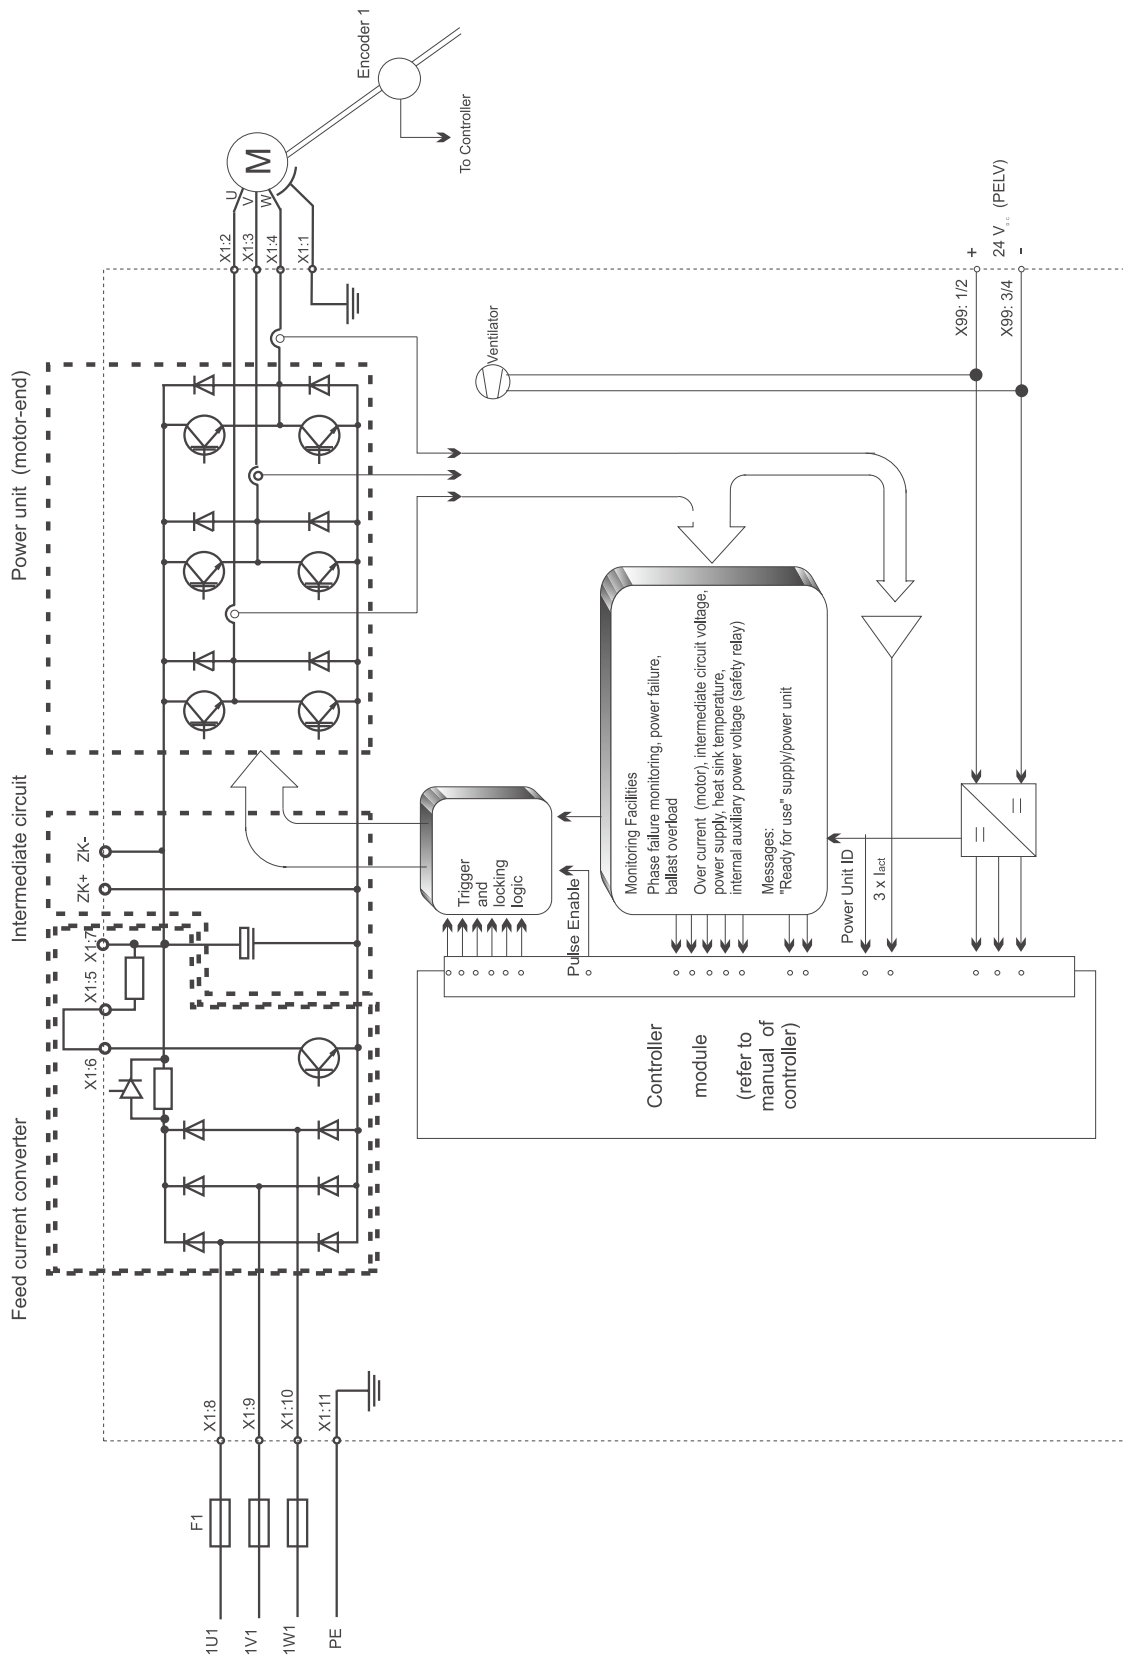 Feed current converter
Intermediate circuit
Power unit (motor-end)
1U1
1V1
1W1
PE
F1
X1:8
X1:9
X1:10
X1:11
X1:6
X1:5
X1:7
ZK+
ZK-
X1:2
X1:3
X1:4
X1:1
U
V
W
M
Encoder 1
To Controller
Ventilator
X99: 1/2
X99: 3/4
+
-
24 V (PELV)
Trigger
and
locking
logic
Pulse Enable
Monitoring Facilities
Phase failure monitoring, power failure,
ballast overload
Over current (motor), intermediate circuit voltage,
power supply, heat sink temperature,
internal auxiliary power voltage (safety relay)
Messages:
"Ready for use" supply/power unit
Power Unit ID
3 x Iact
=
=
Controller
module
(refer to
manual of
controller)